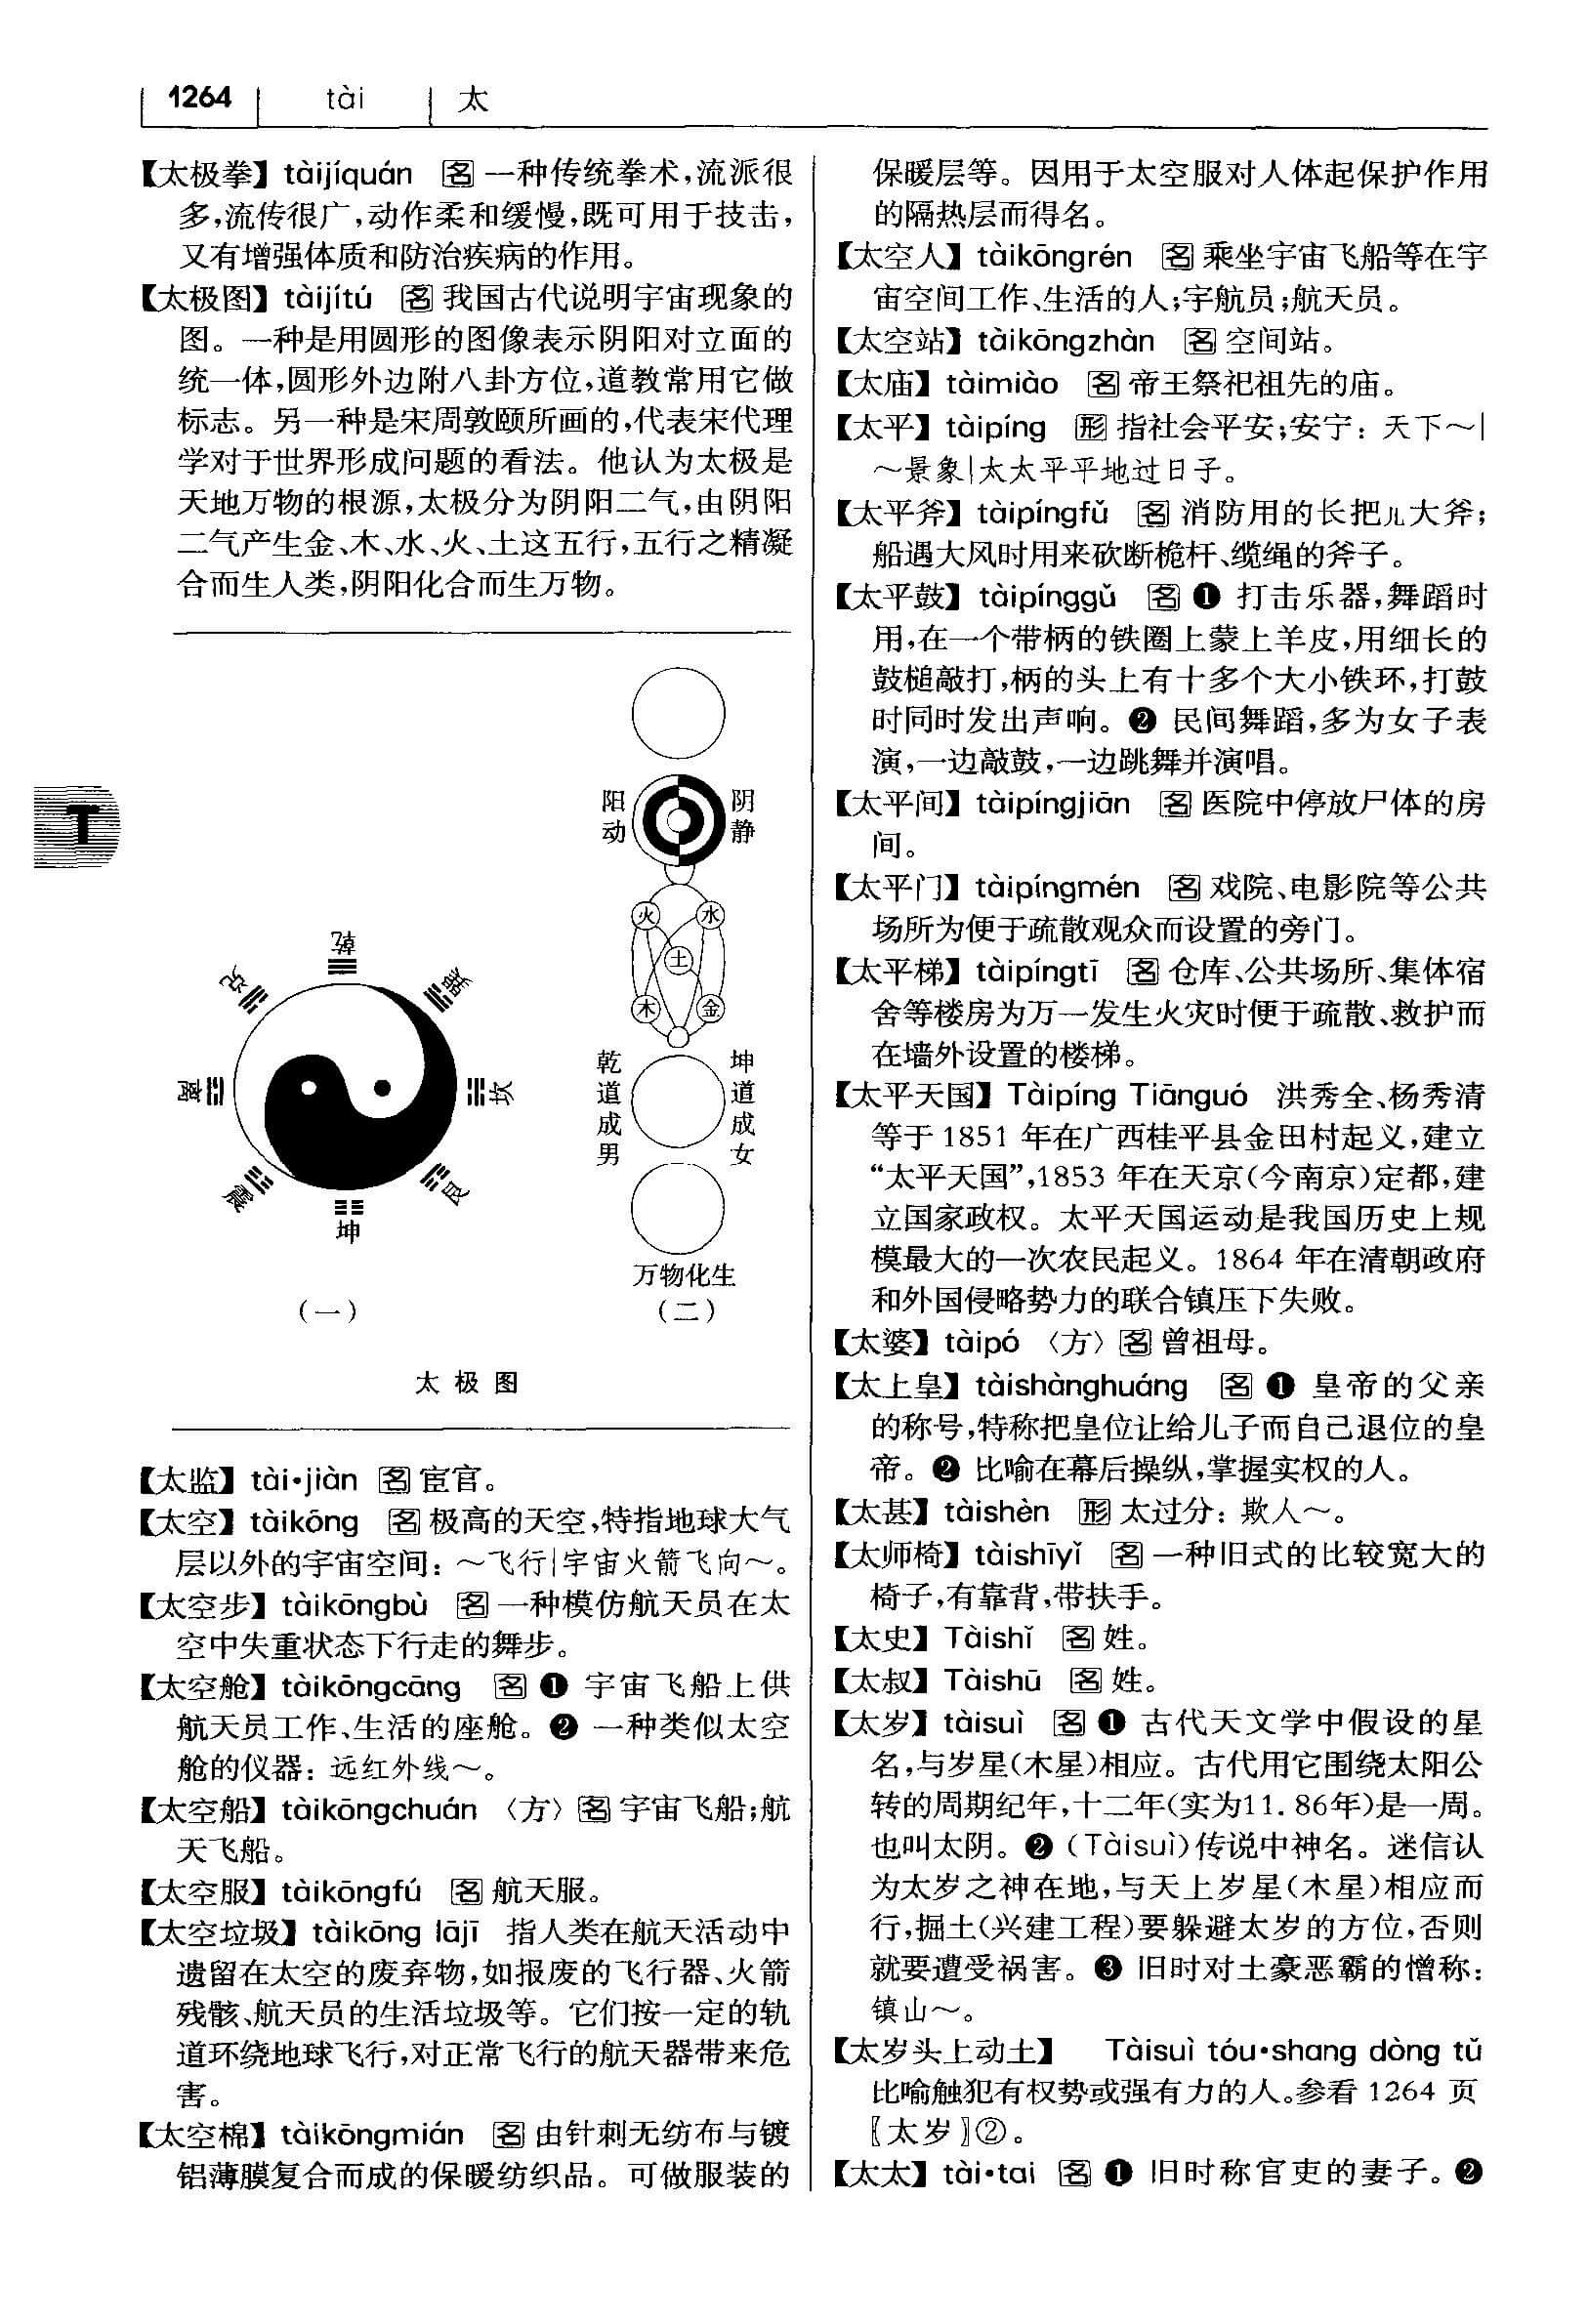 1264 tài 太
【太极拳】tàijíquán 名 一种传统拳术,流派很
多,流传很广,动作柔和缓慢,既可用于技击,
又有增强体质和防治疾病的作用。
【太极图】tàijítú 名 我国古代说明宇宙现象的
图。一种是用圆形的图像表示阴阳对立面的
统一体,圆形外边附八卦方位,道教常用它做
标志。另一种是宋周敦颐所画的,代表宋代理
学对于世界形成问题的看法。他认为太极是
天地万物的根源,太极分为阴阳二气,由阴阳
二气产生金、木、水、火、土这五行,五行之精凝
合而生人类,阴阳化合而生万物。
乾
兑
巽
离
坎
震
艮
坤
(一)
阳动
阴静
火
水
土
木
金
乾道成男
坤道成女
万物化生
(二)
太极图
T
【太监】tài·jiàn 名 宦官。
【太空】tàikōng 名 极高的天空,特指地球大气
层以外的宇宙空间:~飞行|宇宙火箭飞向~。
【太空步】tàikōngbù 名 一种模仿航天员在太
空中失重状态下行走的舞步。
【太空舱】tàikōngcāng 名 ❶ 宇宙飞船上供
航天员工作、生活的座舱。❷ 一种类似太空
舱的仪器:远红外线~。
【太空船】tàikōngchuán 〈方〉名 宇宙飞船;航
天飞船。
【太空服】tàikōngfú 名 航天服。
【太空垃圾】tàikōng lājī 指人类在航天活动中
遗留在太空的废弃物,如报废的飞行器、火箭
残骸、航天员的生活垃圾等。它们按一定的轨
道环绕地球飞行,对正常飞行的航天器带来危
害。
【太空棉】tàikōngmián 名 由针刺无纺布与镀
铝薄膜复合而成的保暖纺织品。可做服装的
保暖层等。因用于太空服对人体起保护作用
的隔热层而得名。
【太空人】tàikōngrén 名 乘坐宇宙飞船等在宇
宙空间工作、生活的人;宇航员;航天员。
【太空站】tàikōngzhàn 名 空间站。
【太庙】tàimiào 名 帝王祭祀祖先的庙。
【太平】tàipíng 形 指社会平安;安宁:天下~|
~景象|太太平平地过日子。
【太平斧】tàipíngfǔ 名 消防用的长把儿大斧;
船遇大风时用来砍断桅杆、缆绳的斧子。
【太平鼓】tàipínggǔ 名 ❶ 打击乐器,舞蹈时
用,在一个带柄的铁圈上蒙上羊皮,用细长的
鼓槌敲打,柄的头上有十多个大小铁环,打鼓
时同时发出声响。❷ 民间舞蹈,多为女子表
演,一边敲鼓,一边跳舞并演唱。
【太平间】tàipíngjiān 名 医院中停放尸体的房
间。
【太平门】tàipíngmén 名 戏院、电影院等公共
场所为便于疏散观众而设置的旁门。
【太平梯】tàipíngtī 名 仓库、公共场所、集体宿
舍等楼房为万一发生火灾时便于疏散、救护而
在墙外设置的楼梯。
【太平天国】Tàipíng Tiānguó 洪秀全、杨秀清
等于 1851 年在广西桂平县金田村起义,建立
“太平天国”,1853 年在天京(今南京)定都,建
立国家政权。太平天国运动是我国历史上规
模最大的一次农民起义。1864 年在清朝政府
和外国侵略势力的联合镇压下失败。
【太婆】tàipó 〈方〉名 曾祖母。
【太上皇】tàishànghuáng 名 ❶ 皇帝的父亲
的称号,特称把皇位让给儿子而自己退位的皇
帝。❷ 比喻在幕后操纵,掌握实权的人。
【太甚】tàishèn 形 太过分:欺人~。
【太师椅】tàishīyǐ 名 一种旧式的比较宽大的
椅子,有靠背,带扶手。
【太史】Tàishǐ 名 姓。
【太叔】Tàishū 名 姓。
【太岁】tàisuì 名 ❶ 古代天文学中假设的星
名,与岁星(木星)相应。古代用它围绕太阳公
转的周期纪年,十二年(实为11.86年)是一周。
也叫太阴。❷ (Tàisuì)传说中神名。迷信认
为太岁之神在地,与天上岁星(木星)相应而
行,掘土(兴建工程)要躲避太岁的方位,否则
就要遭受祸害。❸ 旧时对土豪恶霸的憎称:
镇山~。
【太岁头上动土】 Tàisuì tóu·shang dòng tǔ
比喻触犯有权势或强有力的人。参看 1264 页
〖太岁〗②。
【太太】tài·tai 名 ❶ 旧时称官吏的妻子。❷